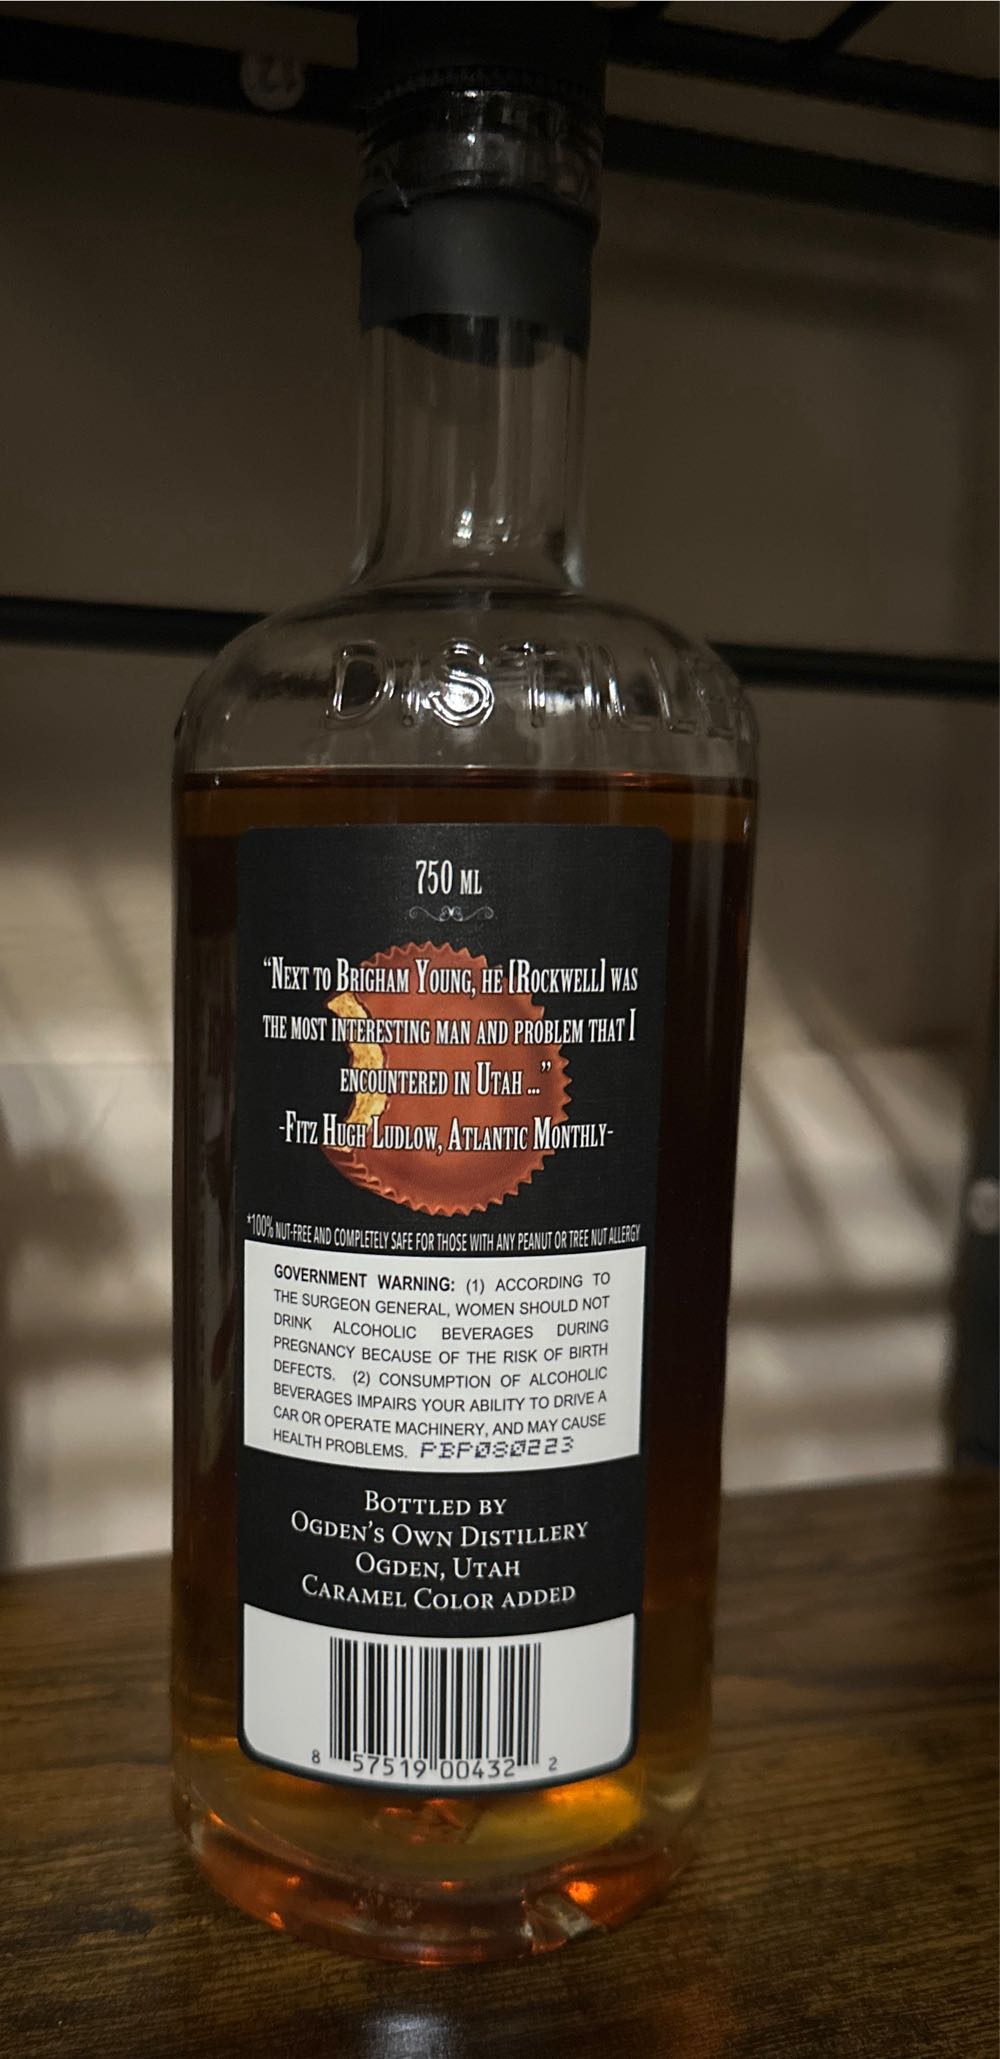 DISTILLE
750 ML
“NEXT TO BRIGHAM YOUNG, HE [ROCKWELL] WAS
THE MOST INTERESTING MAN AND PROBLEM THAT I
ENCOUNTERED IN UTAH ...”
-FITZ HUGH LUDLOW, ATLANTIC MONTHLY-
*100% NUT-FREE AND COMPLETELY SAFE FOR THOSE WITH ANY PEANUT OR TREE NUT ALLERGY
GOVERNMENT WARNING: (1) ACCORDING TO
THE SURGEON GENERAL, WOMEN SHOULD NOT
DRINK ALCOHOLIC BEVERAGES DURING
PREGNANCY BECAUSE OF THE RISK OF BIRTH
DEFECTS. (2) CONSUMPTION OF ALCOHOLIC
BEVERAGES IMPAIRS YOUR ABILITY TO DRIVE A
CAR OR OPERATE MACHINERY, AND MAY CAUSE
HEALTH PROBLEMS. PBP080223
BOTTLED BY
OGDEN'S OWN DISTILLERY
OGDEN, UTAH
CARAMEL COLOR ADDED
8 57519 00432 2